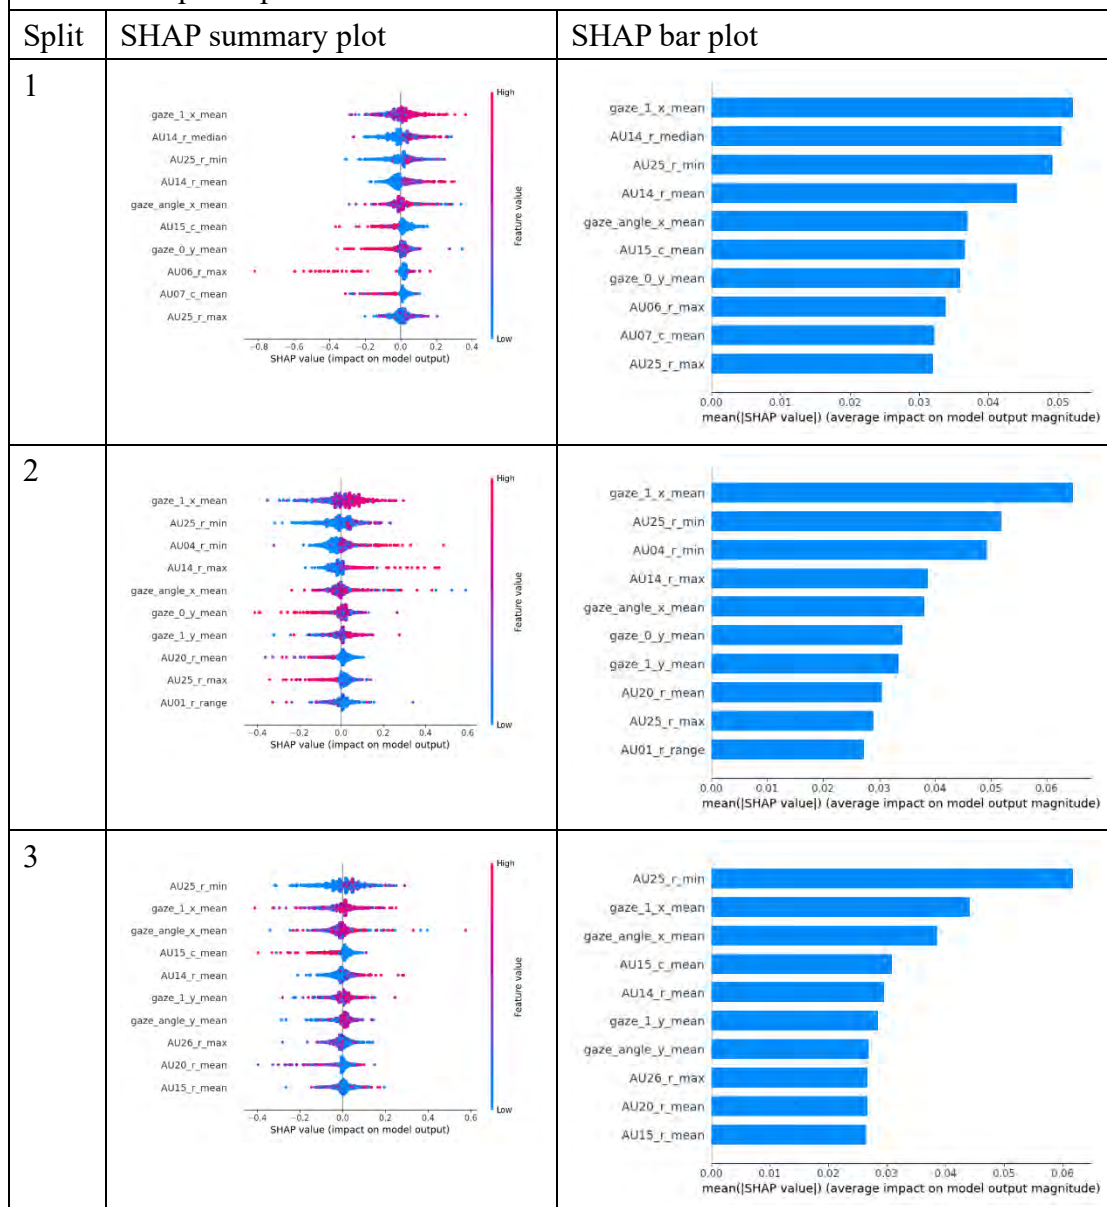 Split SHAP summary plot SHAP bar plot
1
High
gaze_1_x_mean
AU14_r_median
AU25_r_min
AU14_r_mean
gaze_angle_x_mean
AU15_c_mean
gaze_0_y_mean
AU06_r_max
AU07_c_mean
AU25_r_max
Feature value
Low
−0.8 −0.6 −0.4 −0.2 0.0 0.2 0.4
SHAP value (impact on model output)
gaze_1_x_mean
AU14_r_median
AU25_r_min
AU14_r_mean
gaze_angle_x_mean
AU15_c_mean
gaze_0_y_mean
AU06_r_max
AU07_c_mean
AU25_r_max
0.00 0.01 0.02 0.03 0.04 0.05
mean(|SHAP value|) (average impact on model output magnitude)
2
High
gaze_1_x_mean
AU25_r_min
AU04_r_min
AU14_r_max
gaze_angle_x_mean
gaze_0_y_mean
gaze_1_y_mean
AU20_r_mean
AU25_r_max
AU01_r_range
Feature value
Low
−0.4 −0.2 0.0 0.2 0.4 0.6
SHAP value (impact on model output)
gaze_1_x_mean
AU25_r_min
AU04_r_min
AU14_r_max
gaze_angle_x_mean
gaze_0_y_mean
gaze_1_y_mean
AU20_r_mean
AU25_r_max
AU01_r_range
0.00 0.01 0.02 0.03 0.04 0.05 0.06
mean(|SHAP value|) (average impact on model output magnitude)
3
High
AU25_r_min
gaze_1_x_mean
gaze_angle_x_mean
AU15_c_mean
AU14_r_mean
gaze_1_y_mean
gaze_angle_y_mean
AU26_r_max
AU20_r_mean
AU15_r_mean
Feature value
Low
−0.4 −0.2 0.0 0.2 0.4 0.6
SHAP value (impact on model output)
AU25_r_min
gaze_1_x_mean
gaze_angle_x_mean
AU15_c_mean
AU14_r_mean
gaze_1_y_mean
gaze_angle_y_mean
AU26_r_max
AU20_r_mean
AU15_r_mean
0.00 0.01 0.02 0.03 0.04 0.05 0.06
mean(|SHAP value|) (average impact on model output magnitude)